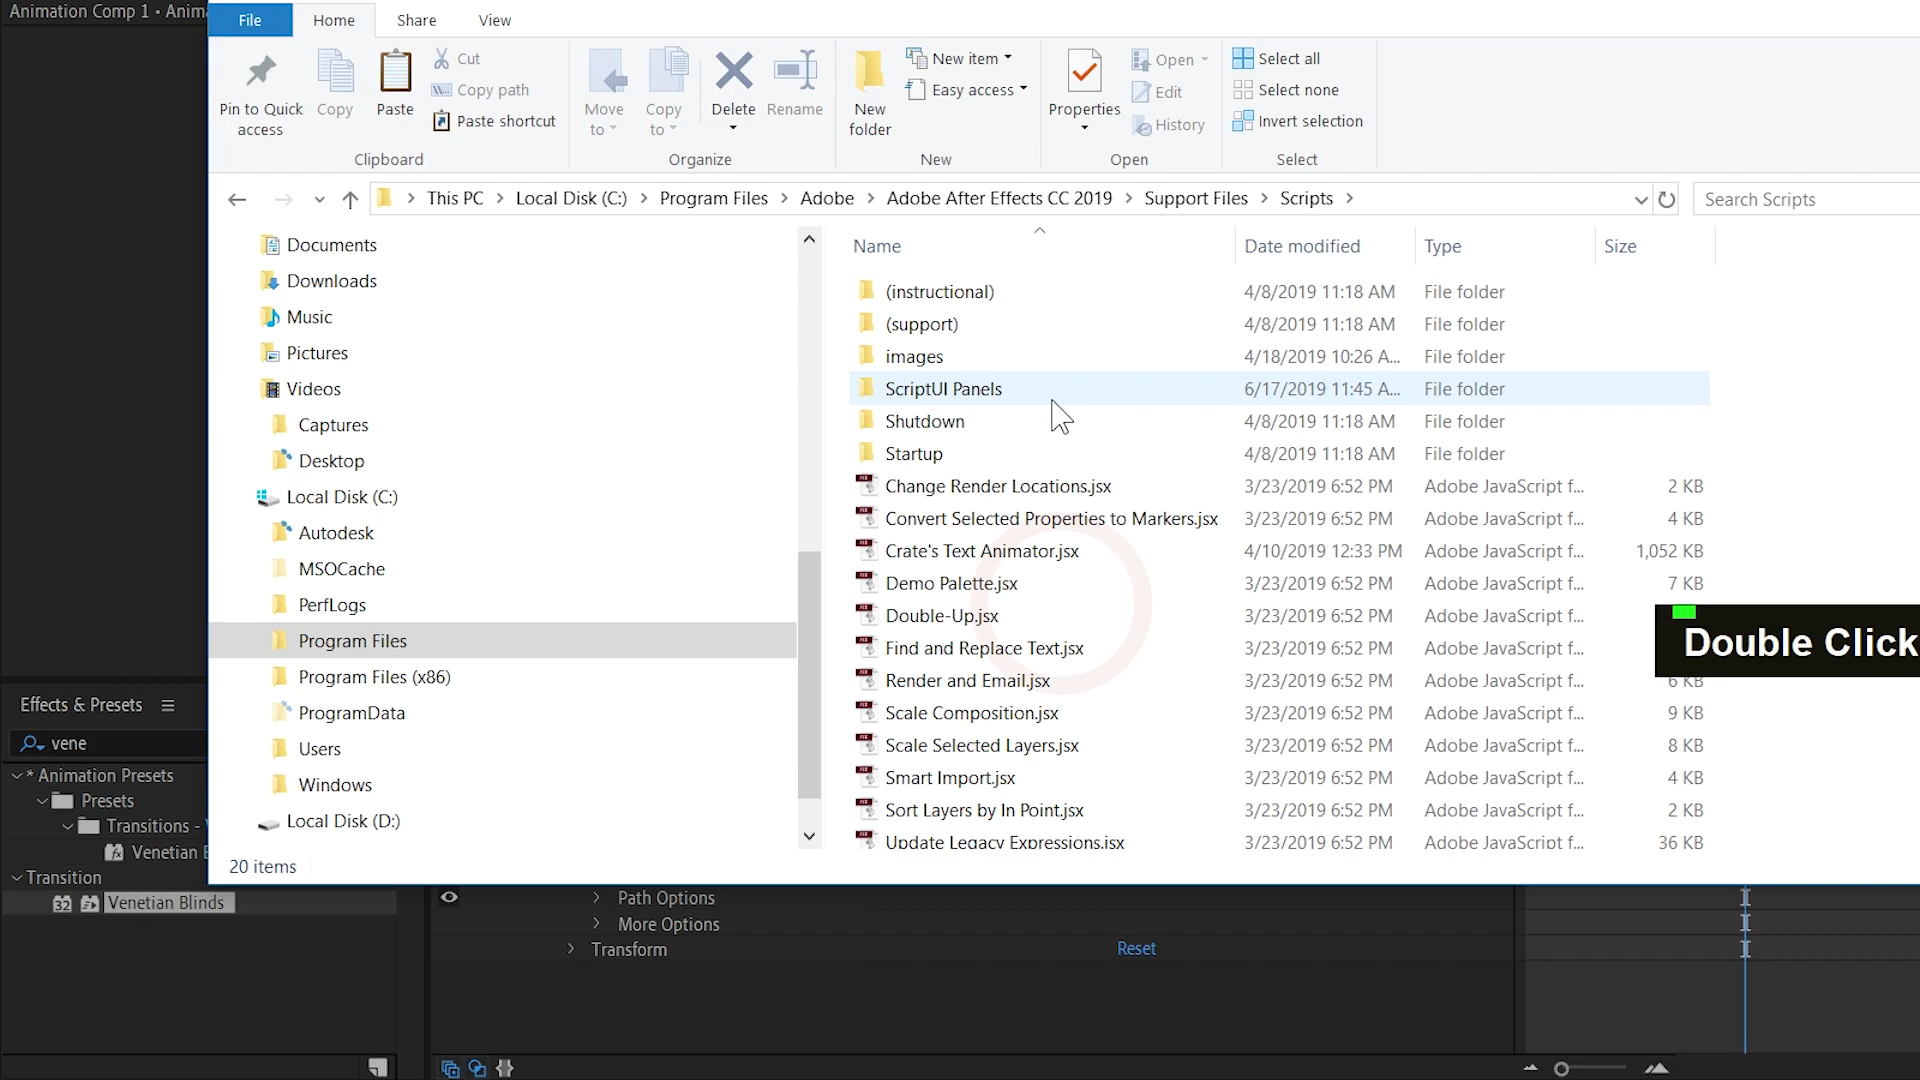 Animation Comp 1 • Anima
File Home Share View
Pin to Quick access
Copy
Paste
Cut
Copy path
Paste shortcut
Clipboard
Move to
Copy to
Delete
Rename
Organize
New folder
New item
Easy access
New
Properties
Open
Edit
History
Open
Select all
Select none
Invert selection
Select
This PC > Local Disk (C:) > Program Files > Adobe > Adobe After Effects CC 2019 > Support Files > Scripts >
Search Scripts
Documents
Downloads
Music
Pictures
Videos
Captures
Desktop
Local Disk (C:)
Autodesk
MSOCache
PerfLogs
Program Files
Program Files (x86)
ProgramData
Users
Windows
Local Disk (D:)
Name Date modified Type Size
(instructional) 4/8/2019 11:18 AM File folder
(support) 4/8/2019 11:18 AM File folder
images 4/18/2019 10:26 A... File folder
ScriptUI Panels 6/17/2019 11:45 A... File folder
Shutdown 4/8/2019 11:18 AM File folder
Startup 4/8/2019 11:18 AM File folder
Change Render Locations.jsx 3/23/2019 6:52 PM Adobe JavaScript f... 2 KB
Convert Selected Properties to Markers.jsx 3/23/2019 6:52 PM Adobe JavaScript f... 4 KB
Crate's Text Animator.jsx 4/10/2019 12:33 PM Adobe JavaScript f... 1,052 KB
Demo Palette.jsx 3/23/2019 6:52 PM Adobe JavaScript f... 7 KB
Double-Up.jsx 3/23/2019 6:52 PM Adobe JavaScript f...
Find and Replace Text.jsx 3/23/2019 6:52 PM Adobe JavaScript f...
Render and Email.jsx 3/23/2019 6:52 PM Adobe JavaScript f... 6 KB
Scale Composition.jsx 3/23/2019 6:52 PM Adobe JavaScript f... 9 KB
Scale Selected Layers.jsx 3/23/2019 6:52 PM Adobe JavaScript f... 8 KB
Smart Import.jsx 3/23/2019 6:52 PM Adobe JavaScript f... 4 KB
Sort Layers by In Point.jsx 3/23/2019 6:52 PM Adobe JavaScript f... 2 KB
Update Legacy Expressions.jsx 3/23/2019 6:52 PM Adobe JavaScript f... 36 KB
Double Click
20 items
Effects & Presets
vene
* Animation Presets
Presets
Transitions -
Venetian B
Transition
32 Venetian Blinds
Path Options
More Options
Transform Reset